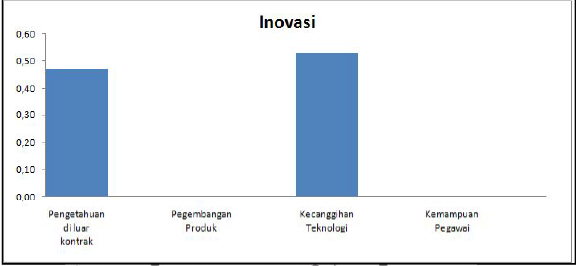 Inovasi
0,60
0,50
0,40
0,30
0,20
0,10
0,00
Pengetahuan
di luar
kontrak
Pegembangan
Produk
Kecanggihan
Teknologi
Kemampuan
Pegawai